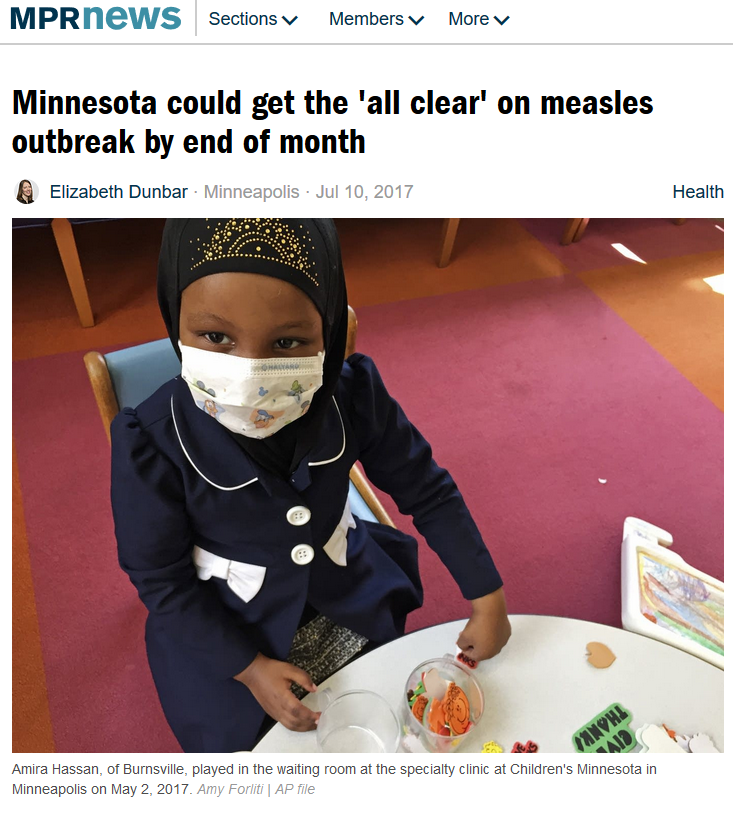 MPRnews
Sections
Members
More
Minnesota could get the 'all clear' on measles
outbreak by end of month
Elizabeth Dunbar · Minneapolis · Jul 10, 2017
Health
HALYARD
THANK
Amira Hassan, of Burnsville, played in the waiting room at the specialty clinic at Children's Minnesota in
Minneapolis on May 2, 2017. Amy Forliti | AP file